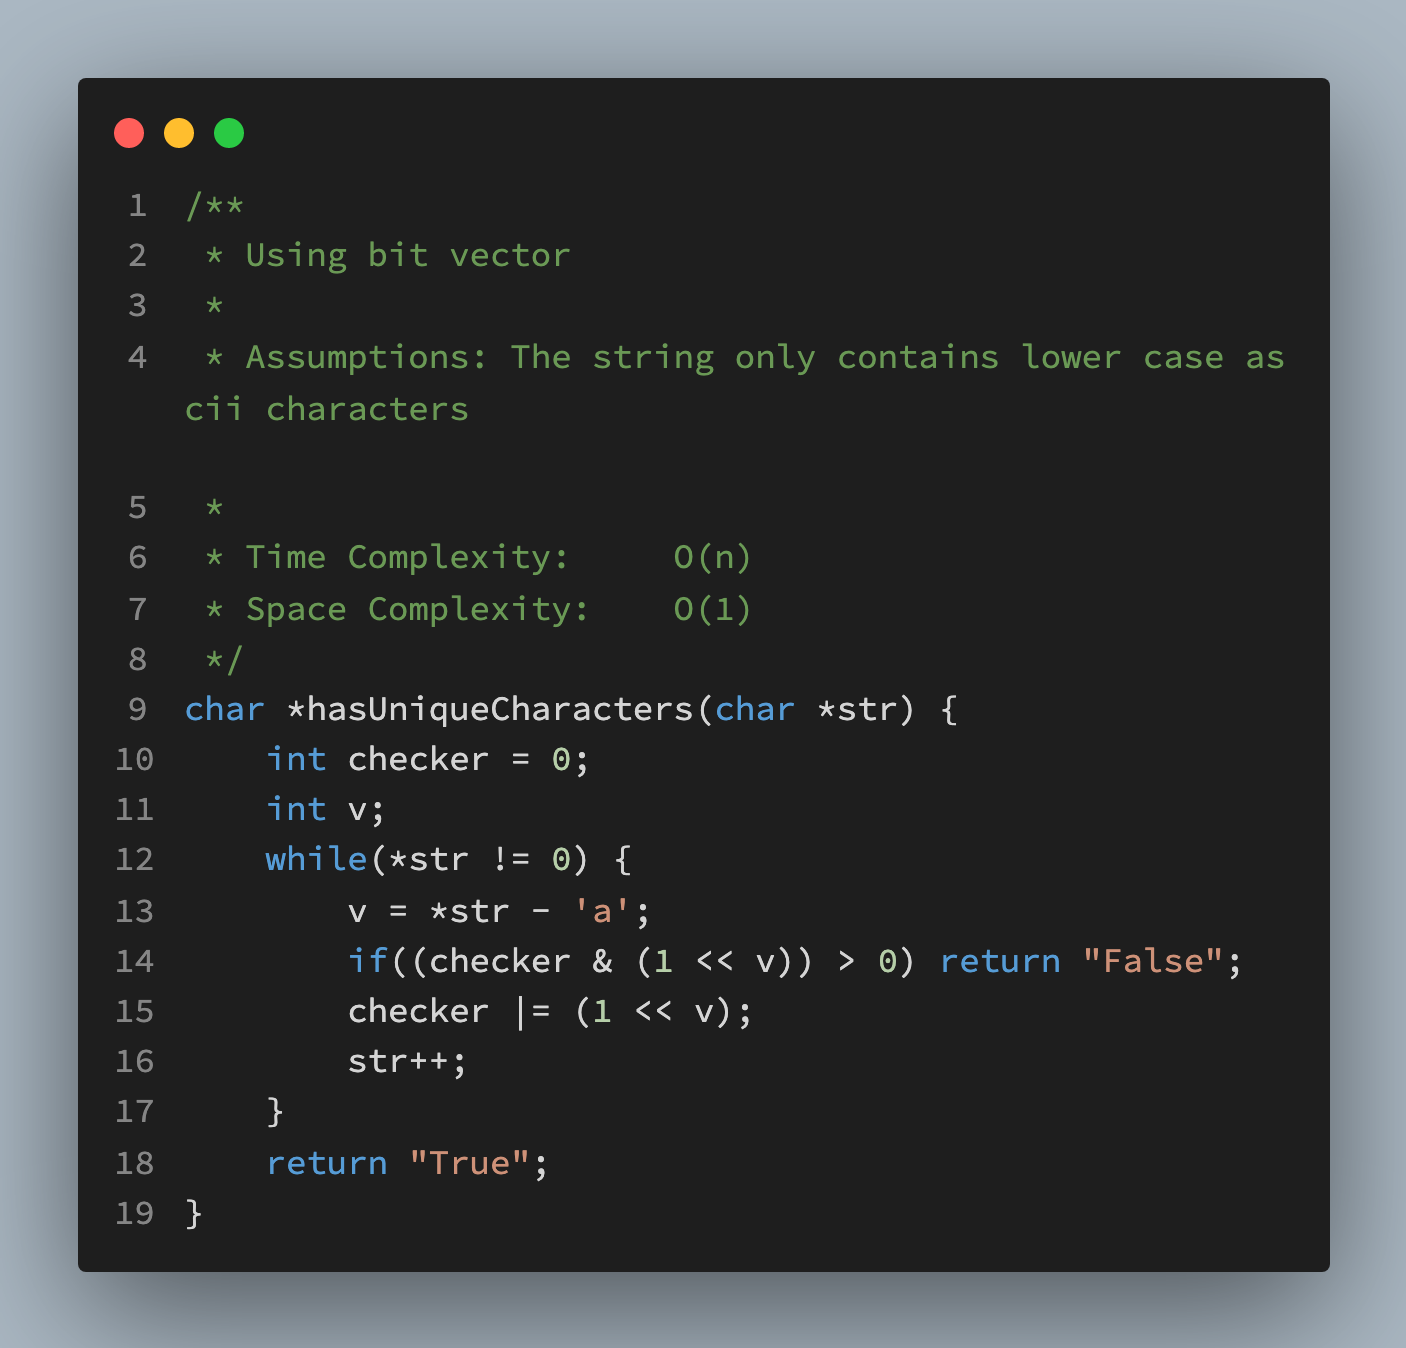 1 /**
2  * Using bit vector
3  *
4  * Assumptions: The string only contains lower case as
cii characters
5  *
6  * Time Complexity:     O(n)
7  * Space Complexity:    O(1)
8  */
9 char *hasUniqueCharacters(char *str) {
10     int checker = 0;
11     int v;
12     while(*str != 0) {
13         v = *str - 'a';
14         if((checker & (1 << v)) > 0) return "False";
15         checker |= (1 << v);
16         str++;
17     }
18     return "True";
19 }